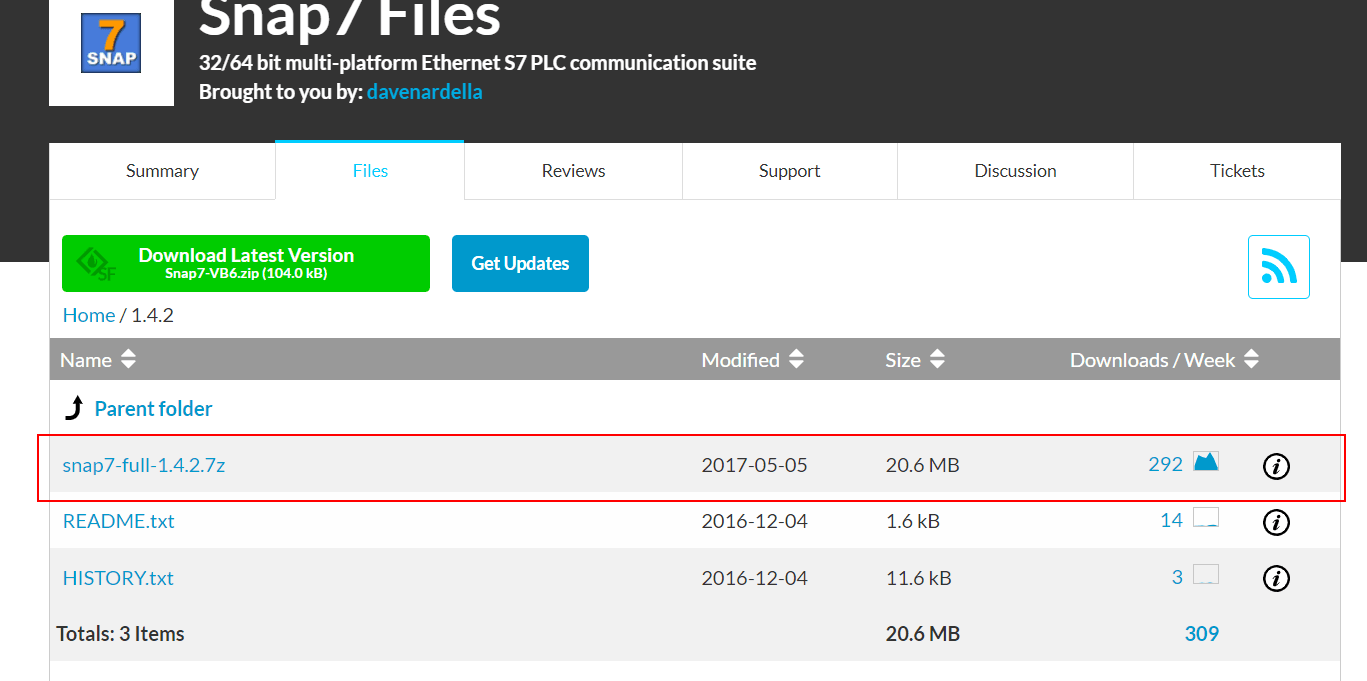 7
SNAP
Snap7 Files
32/64 bit multi-platform Ethernet S7 PLC communication suite
Brought to you by: davenardella
Summary Files Reviews Support Discussion Tickets
Download Latest Version
Snap7-VB6.zip (104.0 kB)
SF
Get Updates
Home / 1.4.2
Name Modified Size Downloads / Week
Parent folder
snap7-full-1.4.2.7z 2017-05-05 20.6 MB 292 i
README.txt 2016-12-04 1.6 kB 14 i
HISTORY.txt 2016-12-04 11.6 kB 3 i
Totals: 3 Items 20.6 MB 309